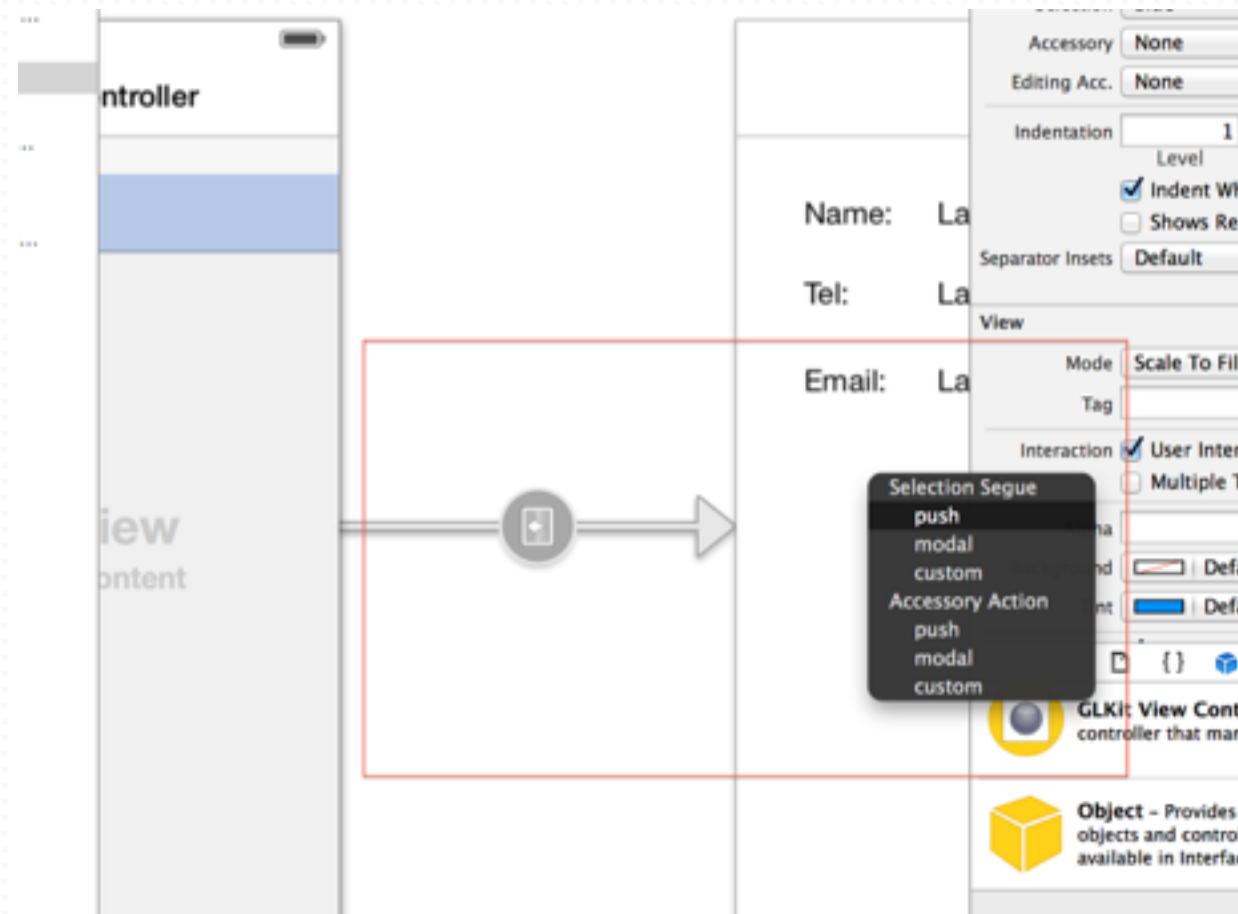 ntroller
iew
ontent
Name: La
Tel: La
Email: La
Selection Segue
push
modal
custom
Accessory Action
push
modal
custom
Accessory None
Editing Acc. None
Indentation 1
Level
Indent Wh
Shows Re
Separator Insets Default
View
Mode Scale To Fil
Tag
Interaction User Inter
Multiple T
Defa
Defa
{}
GLKit View Cont
controller that mar
Object – Provides
objects and control
available in Interfac